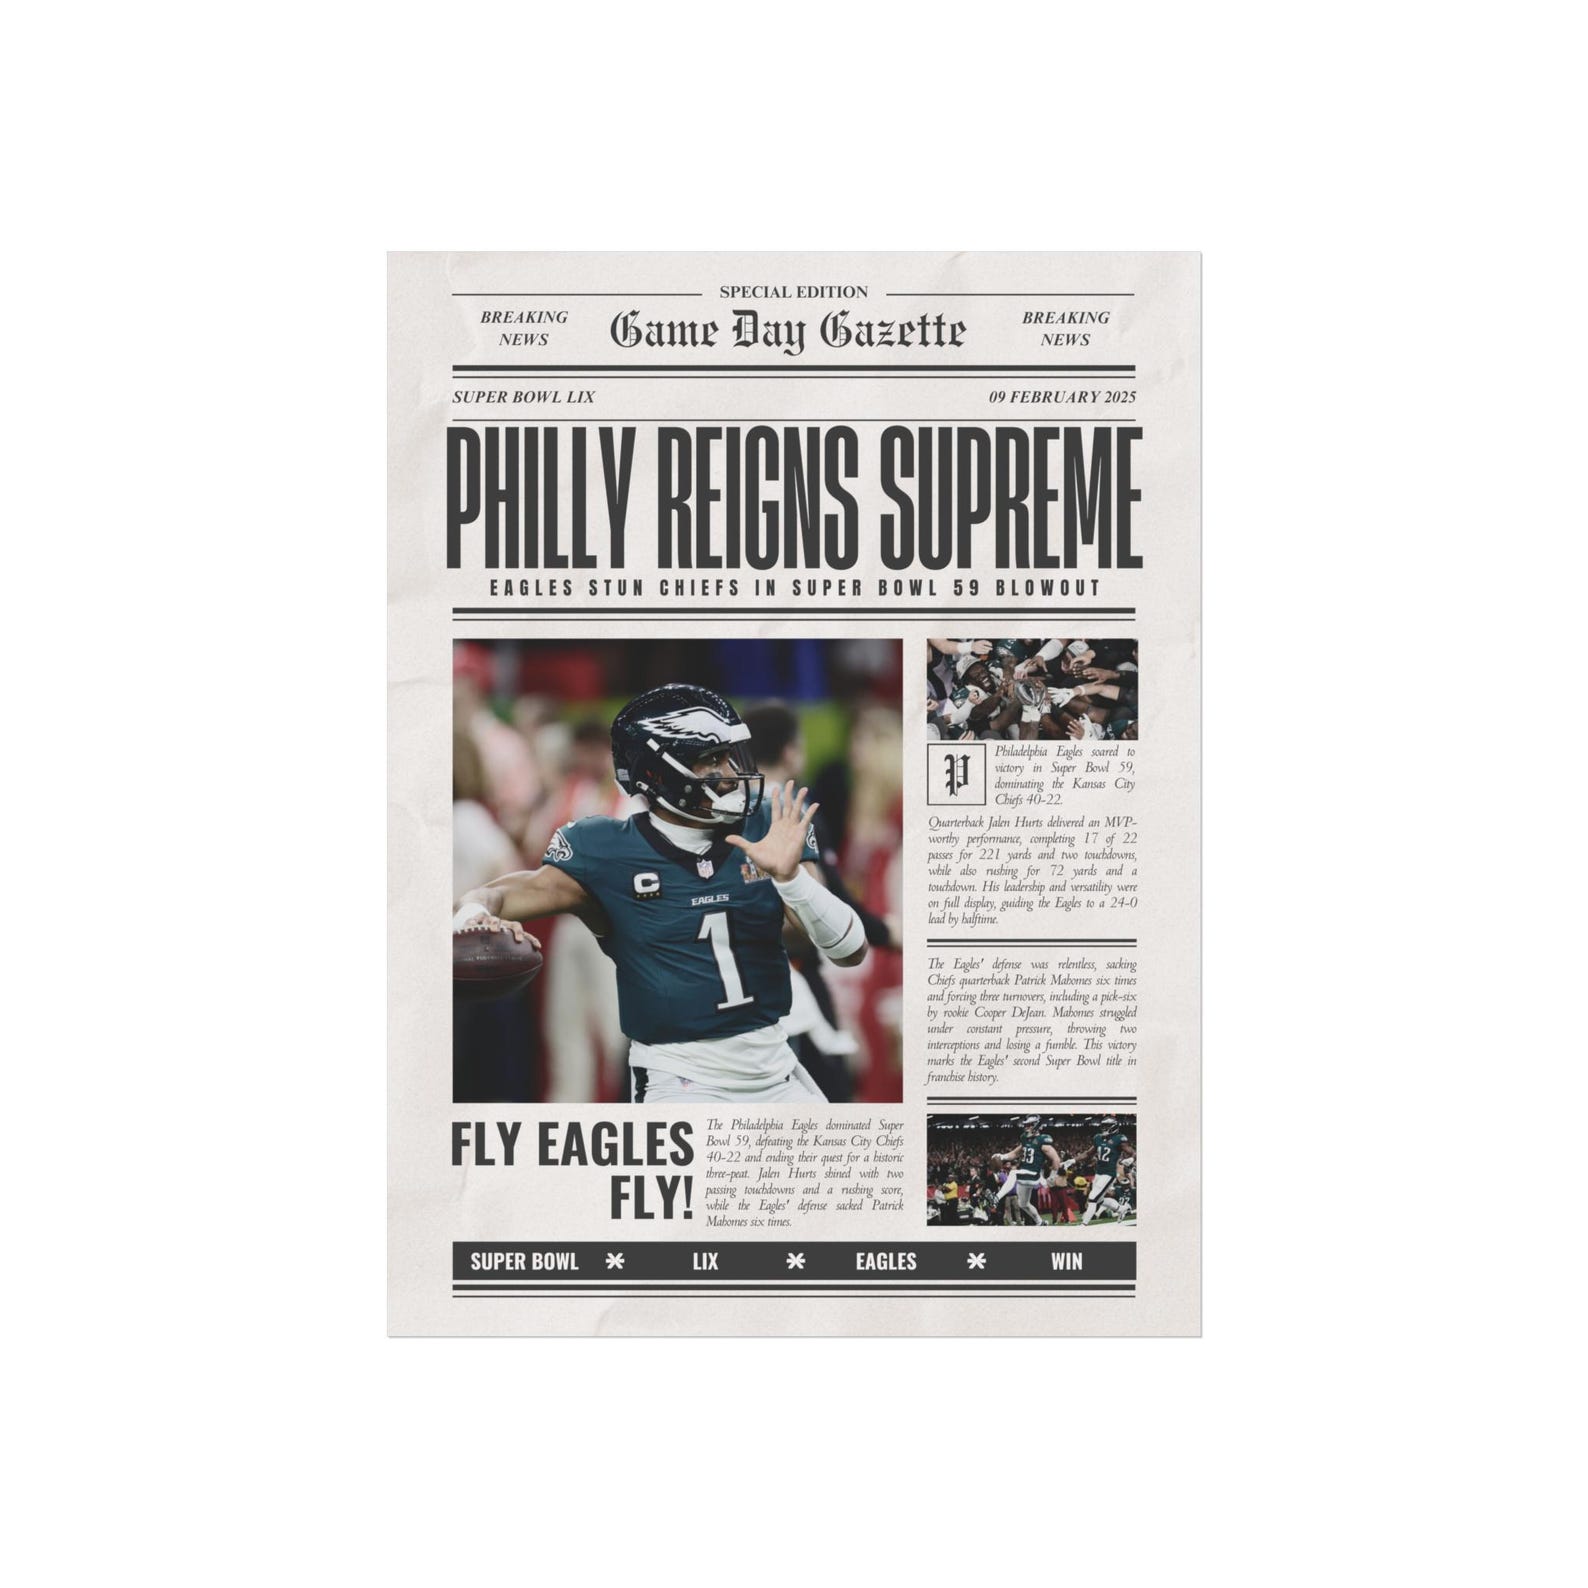 SPECIAL EDITION
BREAKING
NEWS
Game Day Gazette
BREAKING
NEWS
SUPER BOWL LIX
09 FEBRUARY 2025
PHILLY REIGNS SUPREME
EAGLES STUN CHIEFS IN SUPER BOWL 59 BLOWOUT
C
EAGLES
1
P
Philadelphia Eagles soared to
victory in Super Bowl 59,
dominating the Kansas City
Chiefs 40-22.
Quarterback Jalen Hurts delivered an MVP-
worthy performance, completing 17 of 22
passes for 221 yards and two touchdowns,
while also rushing for 72 yards and a
touchdown. His leadership and versatility were
on full display, guiding the Eagles to a 24-0
lead by halftime.
The Eagles' defense was relentless, sacking
Chiefs quarterback Patrick Mahomes six times
and forcing three turnovers, including a pick-six
by rookie Cooper DeJean. Mahomes struggled
under constant pressure, throwing two
interceptions and losing a fumble. This victory
marks the Eagles' second Super Bowl title in
franchise history.
33
FLY EAGLES
FLY!
The Philadelphia Eagles dominated Super
Bowl 59, defeating the Kansas City Chiefs
40-22 and ending their quest for a historic
three-peat. Jalen Hurts shined with two
passing touchdowns and a rushing score,
while the Eagles' defense sacked Patrick
Mahomes six times.
SUPER BOWL LIX EAGLES WIN